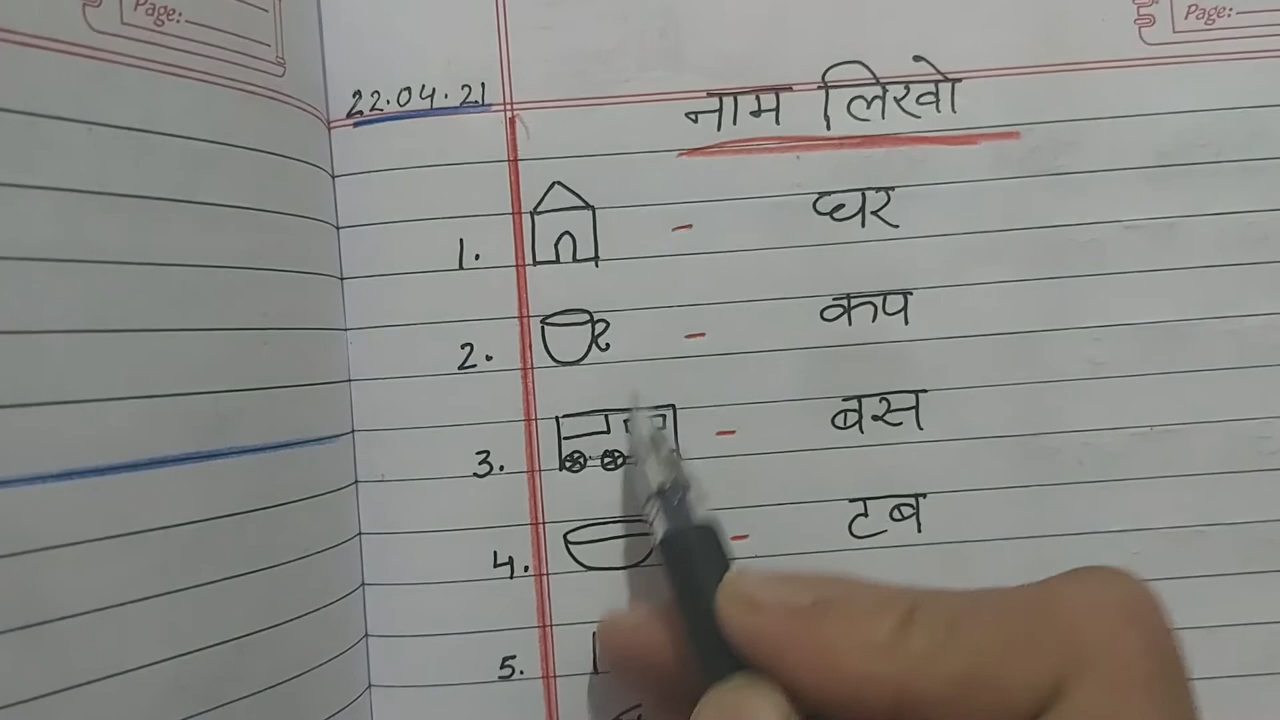 Page:
Page:
22.04.21
नाम लिखो
1. - घर
2. - कप
3. - बस
4. - टब
5.